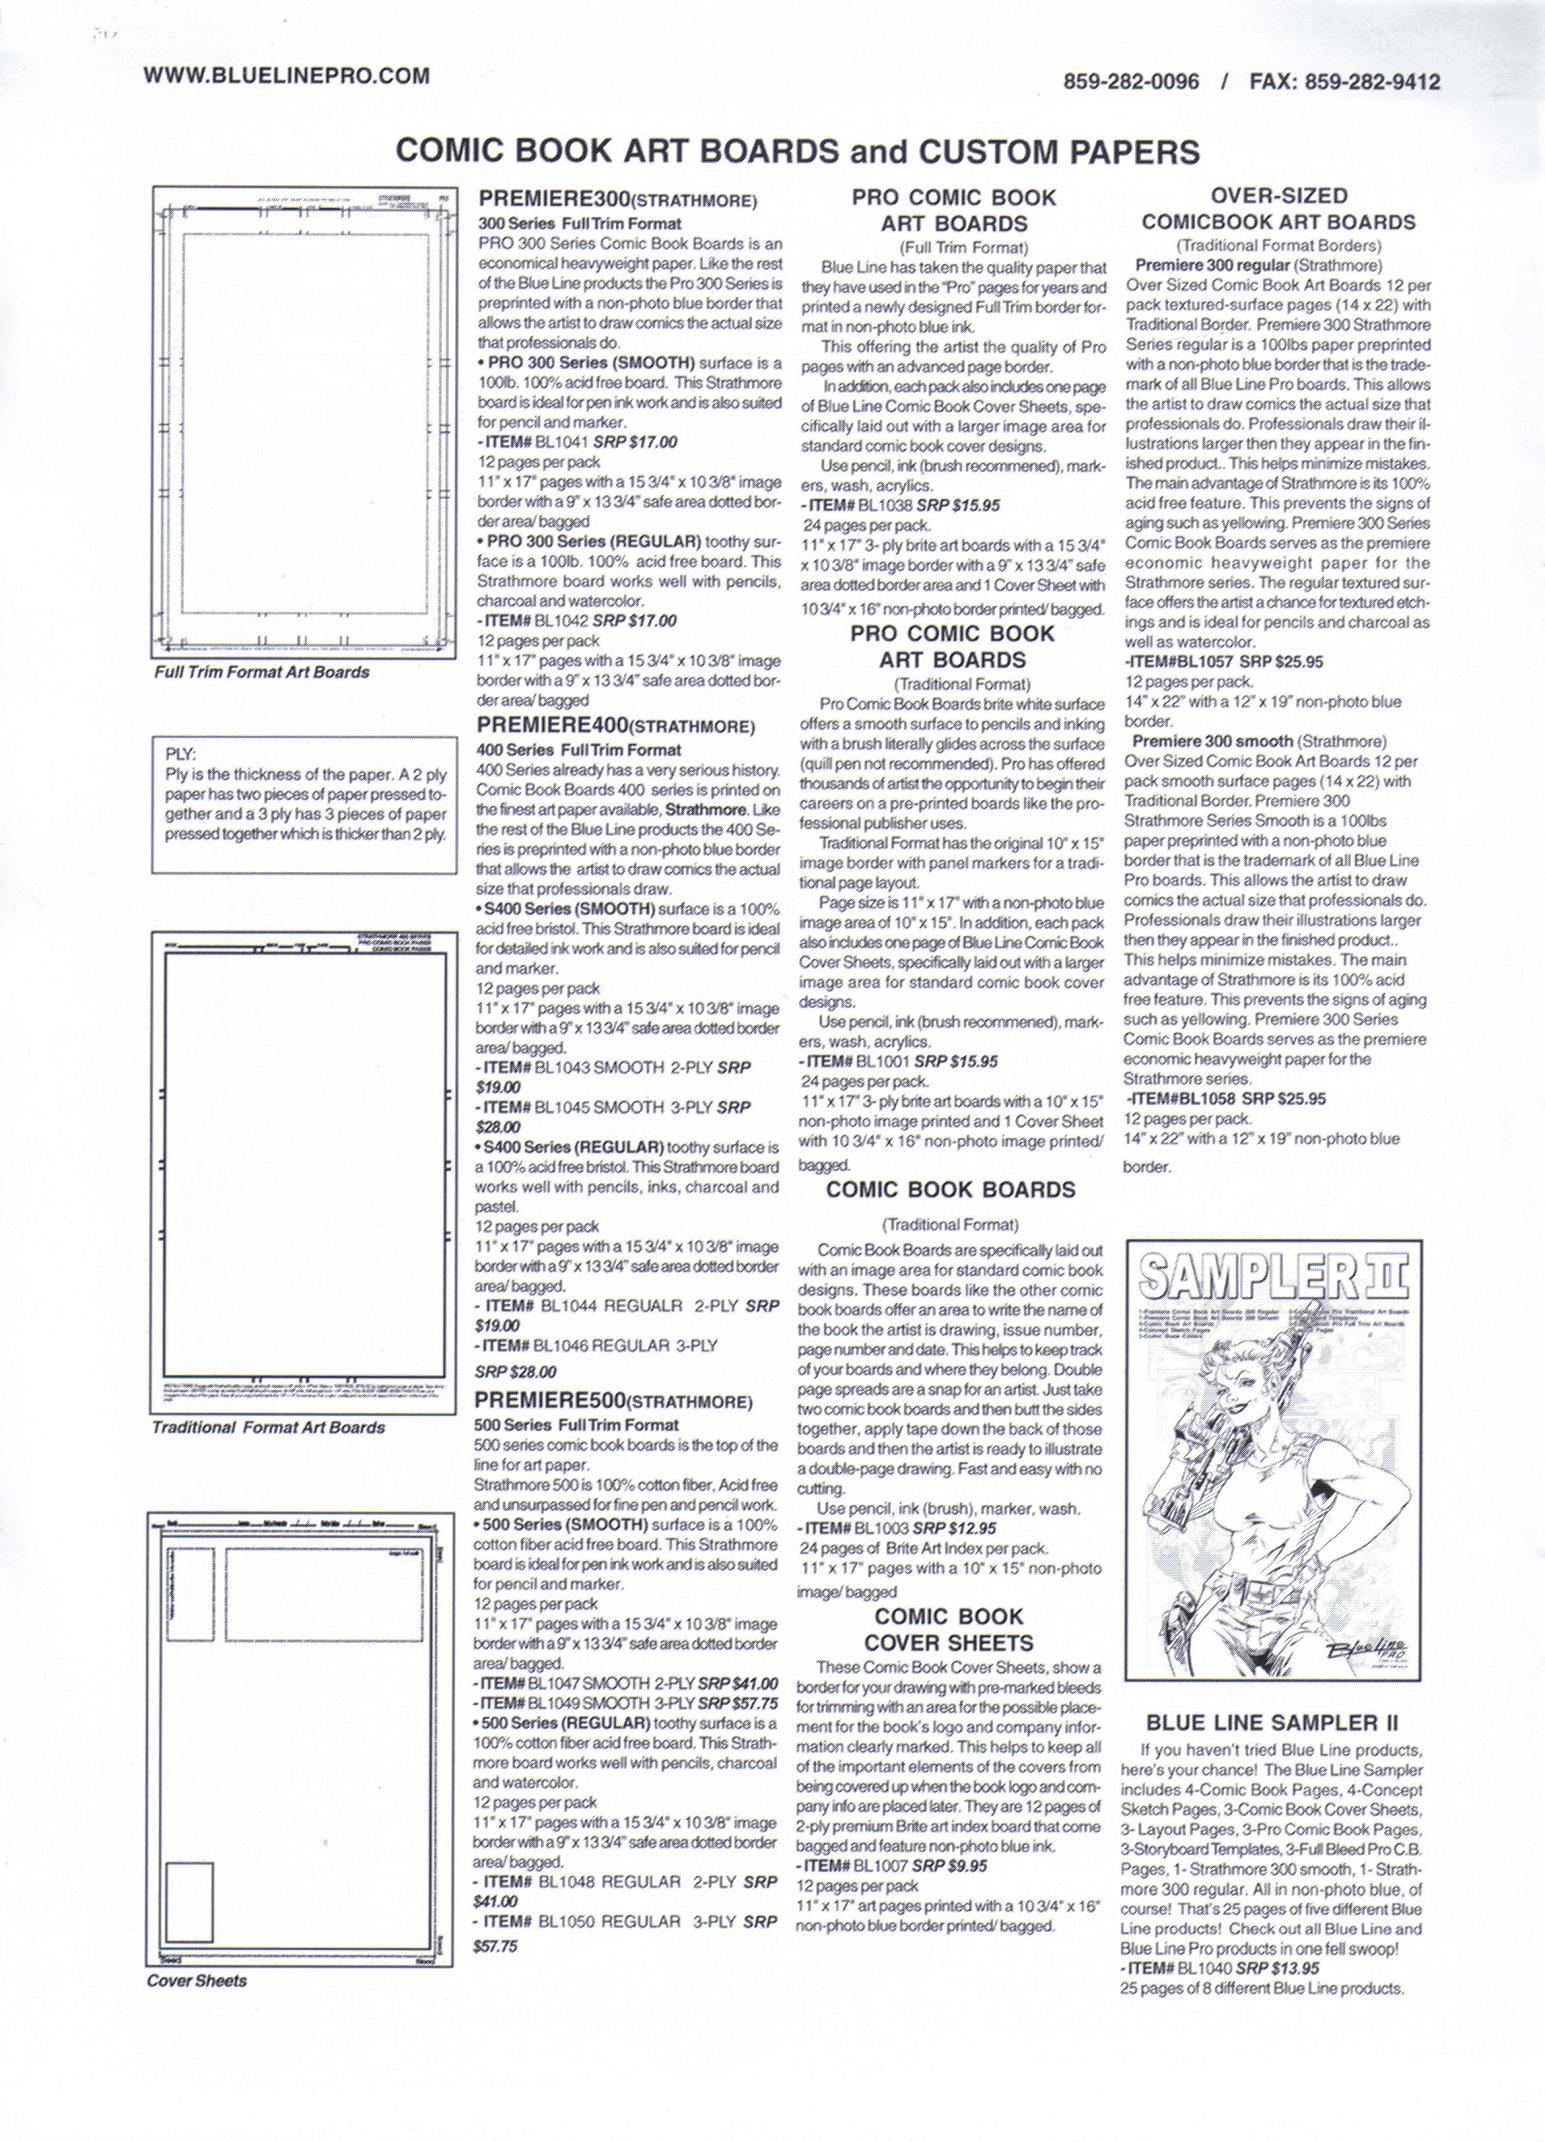 WWW.BLUELINEPRO.COM
859-282-0096 / FAX: 859-282-9412
COMIC BOOK ART BOARDS and CUSTOM PAPERS
Full Trim Format Art Boards
PLY:
Ply is the thickness of the paper. A 2 ply
paper has two pieces of paper pressed to-
gether and a 3 ply has 3 pieces of paper
pressed together which is thicker than 2 ply.
STRATHMORE 400 SERIES
PRO COMIC BOOK PAPER
COMIC BOOK ART BOARDS
Traditional Format Art Boards
Cover Sheets
PREMIERE300(STRATHMORE)
300 Series Full Trim Format
PRO 300 Series Comic Book Boards is an
economical heavyweight paper. Like the rest
of the Blue Line products the Pro 300 Series is
preprinted with a non-photo blue border that
allows the artist to draw comics the actual size
that professionals do.
• PRO 300 Series (SMOOTH) surface is a
100lb. 100% acid free board. This Strathmore
board is ideal for pen ink work and is also suited
for pencil and marker.
- ITEM# BL1041 SRP $17.00
12 pages per pack
11" x 17" pages with a 15 3/4" x 10 3/8" image
border with a 9" x 13 3/4" safe area dotted bor-
der area/ bagged
• PRO 300 Series (REGULAR) toothy sur-
face is a 100lb. 100% acid free board. This
Strathmore board works well with pencils,
charcoal and watercolor.
- ITEM# BL1042 SRP $17.00
12 pages per pack
11" x 17" pages with a 15 3/4" x 10 3/8" image
border with a 9" x 13 3/4" safe area dotted bor-
der area/ bagged
PREMIERE400(STRATHMORE)
400 Series Full Trim Format
400 Series already has a very serious history.
Comic Book Boards 400 series is printed on
the finest art paper available, Strathmore. Like
the rest of the Blue Line products the 400 Se-
ries is preprinted with a non-photo blue border
that allows the artist to draw comics the actual
size that professionals draw.
• S400 Series (SMOOTH) surface is a 100%
acid free bristol. This Strathmore board is ideal
for detailed ink work and is also suited for pencil
and marker.
12 pages per pack
11" x 17" pages with a 15 3/4" x 10 3/8" image
border with a 9" x 13 3/4" safe area dotted border
area/ bagged.
- ITEM# BL1043 SMOOTH 2-PLY SRP
$19.00
- ITEM# BL1045 SMOOTH 3-PLY SRP
$28.00
• S400 Series (REGULAR) toothy surface is
a 100% acid free bristol. This Strathmore board
works well with pencils, inks, charcoal and
pastel.
12 pages per pack
11" x 17" pages with a 15 3/4" x 10 3/8" image
border with a 9" x 13 3/4" safe area dotted border
area/ bagged.
- ITEM# BL1044 REGUALR 2-PLY SRP
$19.00
- ITEM# BL1046 REGULAR 3-PLY
SRP $28.00
PREMIERE500(STRATHMORE)
500 Series Full Trim Format
500 series comic book boards is the top of the
line for art paper.
Strathmore 500 is 100% cotton fiber, Acid free
and unsurpassed for fine pen and pencil work.
• 500 Series (SMOOTH) surface is a 100%
cotton fiber acid free board. This Strathmore
board is ideal for pen ink work and is also suited
for pencil and marker.
12 pages per pack
11" x 17" pages with a 15 3/4" x 10 3/8" image
border with a 9" x 13 3/4" safe area dotted border
area/ bagged.
- ITEM# BL1047 SMOOTH 2-PLY SRP $41.00
- ITEM# BL1049 SMOOTH 3-PLY SRP $57.75
• 500 Series (REGULAR) toothy surface is a
100% cotton fiber acid free board. This Strath-
more board works well with pencils, charcoal
and watercolor.
12 pages per pack
11" x 17" pages with a 15 3/4" x 10 3/8" image
border with a 9" x 13 3/4" safe area dotted border
area/ bagged.
- ITEM# BL1048 REGULAR 2-PLY SRP
$41.00
- ITEM# BL1050 REGULAR 3-PLY SRP
$57.75
PRO COMIC BOOK
ART BOARDS
(Full Trim Format)
Blue Line has taken the quality paper that
they have used in the "Pro" pages for years and
printed a newly designed Full Trim border for-
mat in non-photo blue ink.
This offering the artist the quality of Pro
pages with an advanced page border.
In addition, each pack also includes one page
of Blue Line Comic Book Cover Sheets, spe-
cifically laid out with a larger image area for
standard comic book cover designs.
Use pencil, ink (brush recommened), mark-
ers, wash, acrylics.
- ITEM# BL1038 SRP $15.95
24 pages per pack.
11" x 17" 3- ply brite art boards with a 15 3/4"
x 10 3/8" image border with a 9" x 13 3/4" safe
area dotted border area and 1 Cover Sheet with
10 3/4" x 16" non-photo border printed/ bagged.
PRO COMIC BOOK
ART BOARDS
(Traditional Format)
Pro Comic Book Boards brite white surface
offers a smooth surface to pencils and inking
with a brush literally glides across the surface
(quill pen not recommended). Pro has offered
thousands of artist the opportunity to begin their
careers on a pre-printed boards like the pro-
fessional publisher uses.
Traditional Format has the original 10" x 15"
image border with panel markers for a tradi-
tional page layout.
Page size is 11" x 17" with a non-photo blue
image area of 10" x 15". In addition, each pack
also includes one page of Blue Line Comic Book
Cover Sheets, specifically laid out with a larger
image area for standard comic book cover
designs.
Use pencil, ink (brush recommened), mark-
ers, wash, acrylics.
- ITEM# BL1001 SRP $15.95
24 pages per pack.
11" x 17" 3- ply brite art boards with a 10" x 15"
non-photo image printed and 1 Cover Sheet
with 10 3/4" x 16" non-photo image printed/
bagged.
COMIC BOOK BOARDS
(Traditional Format)
Comic Book Boards are specifically laid out
with an image area for standard comic book
designs. These boards like the other comic
book boards offer an area to write the name of
the book the artist is drawing, issue number,
page number and date. This helps to keep track
of your boards and where they belong. Double
page spreads are a snap for an artist. Just take
two comic book boards and then butt the sides
together, apply tape down the back of those
boards and then the artist is ready to illustrate
a double-page drawing. Fast and easy with no
cutting.
Use pencil, ink (brush), marker, wash.
- ITEM# BL1003 SRP $12.95
24 pages of Brite Art Index per pack.
11" x 17" pages with a 10" x 15" non-photo
image/ bagged
COMIC BOOK
COVER SHEETS
These Comic Book Cover Sheets, show a
border for your drawing with pre-marked bleeds
for trimming with an area for the possible place-
ment for the book's logo and company infor-
mation clearly marked. This helps to keep all
of the important elements of the covers from
being covered up when the book logo and com-
pany info are placed later. They are 12 pages of
2-ply premium Brite art index board that come
bagged and feature non-photo blue ink.
- ITEM# BL1007 SRP $9.95
12 pages per pack
11" x 17" art pages printed with a 10 3/4" x 16"
non-photo blue border printed/ bagged.
OVER-SIZED
COMICBOOK ART BOARDS
(Traditional Format Borders)
Premiere 300 regular (Strathmore)
Over Sized Comic Book Art Boards 12 per
pack textured-surface pages (14 x 22) with
Traditional Border. Premiere 300 Strathmore
Series regular is a 100lbs paper preprinted
with a non-photo blue border that is the trade-
mark of all Blue Line Pro boards. This allows
the artist to draw comics the actual size that
professionals do. Professionals draw their il-
lustrations larger then they appear in the fin-
ished product.. This helps minimize mistakes.
The main advantage of Strathmore is its 100%
acid free feature. This prevents the signs of
aging such as yellowing. Premiere 300 Series
Comic Book Boards serves as the premiere
economic heavyweight paper for the
Strathmore series. The regular textured sur-
face offers the artist a chance for textured etch-
ings and is ideal for pencils and charcoal as
well as watercolor.
-ITEM#BL1057 SRP $25.95
12 pages per pack.
14" x 22" with a 12" x 19" non-photo blue
border.
Premiere 300 smooth (Strathmore)
Over Sized Comic Book Art Boards 12 per
pack smooth surface pages (14 x 22) with
Traditional Border. Premiere 300
Strathmore Series Smooth is a 100lbs
paper preprinted with a non-photo blue
border that is the trademark of all Blue Line
Pro boards. This allows the artist to draw
comics the actual size that professionals do.
Professionals draw their illustrations larger
then they appear in the finished product..
This helps minimize mistakes. The main
advantage of Strathmore is its 100% acid
free feature. This prevents the signs of aging
such as yellowing. Premiere 300 Series
Comic Book Boards serves as the premiere
economic heavyweight paper for the
Strathmore series.
-ITEM#BL1058 SRP $25.95
12 pages per pack.
14" x 22" with a 12" x 19" non-photo blue
border.
SAMPLER II
Blue Line
PRO
BLUE LINE SAMPLER II
If you haven't tried Blue Line products,
here's your chance! The Blue Line Sampler
includes 4-Comic Book Pages, 4-Concept
Sketch Pages, 3-Comic Book Cover Sheets,
3- Layout Pages, 3-Pro Comic Book Pages,
3-Storyboard Templates, 3-Full Bleed Pro C.B.
Pages, 1- Strathmore 300 smooth, 1- Strath-
more 300 regular. All in non-photo blue, of
course! That's 25 pages of five different Blue
Line products! Check out all Blue Line and
Blue Line Pro products in one fell swoop!
- ITEM# BL1040 SRP $13.95
25 pages of 8 different Blue Line products.